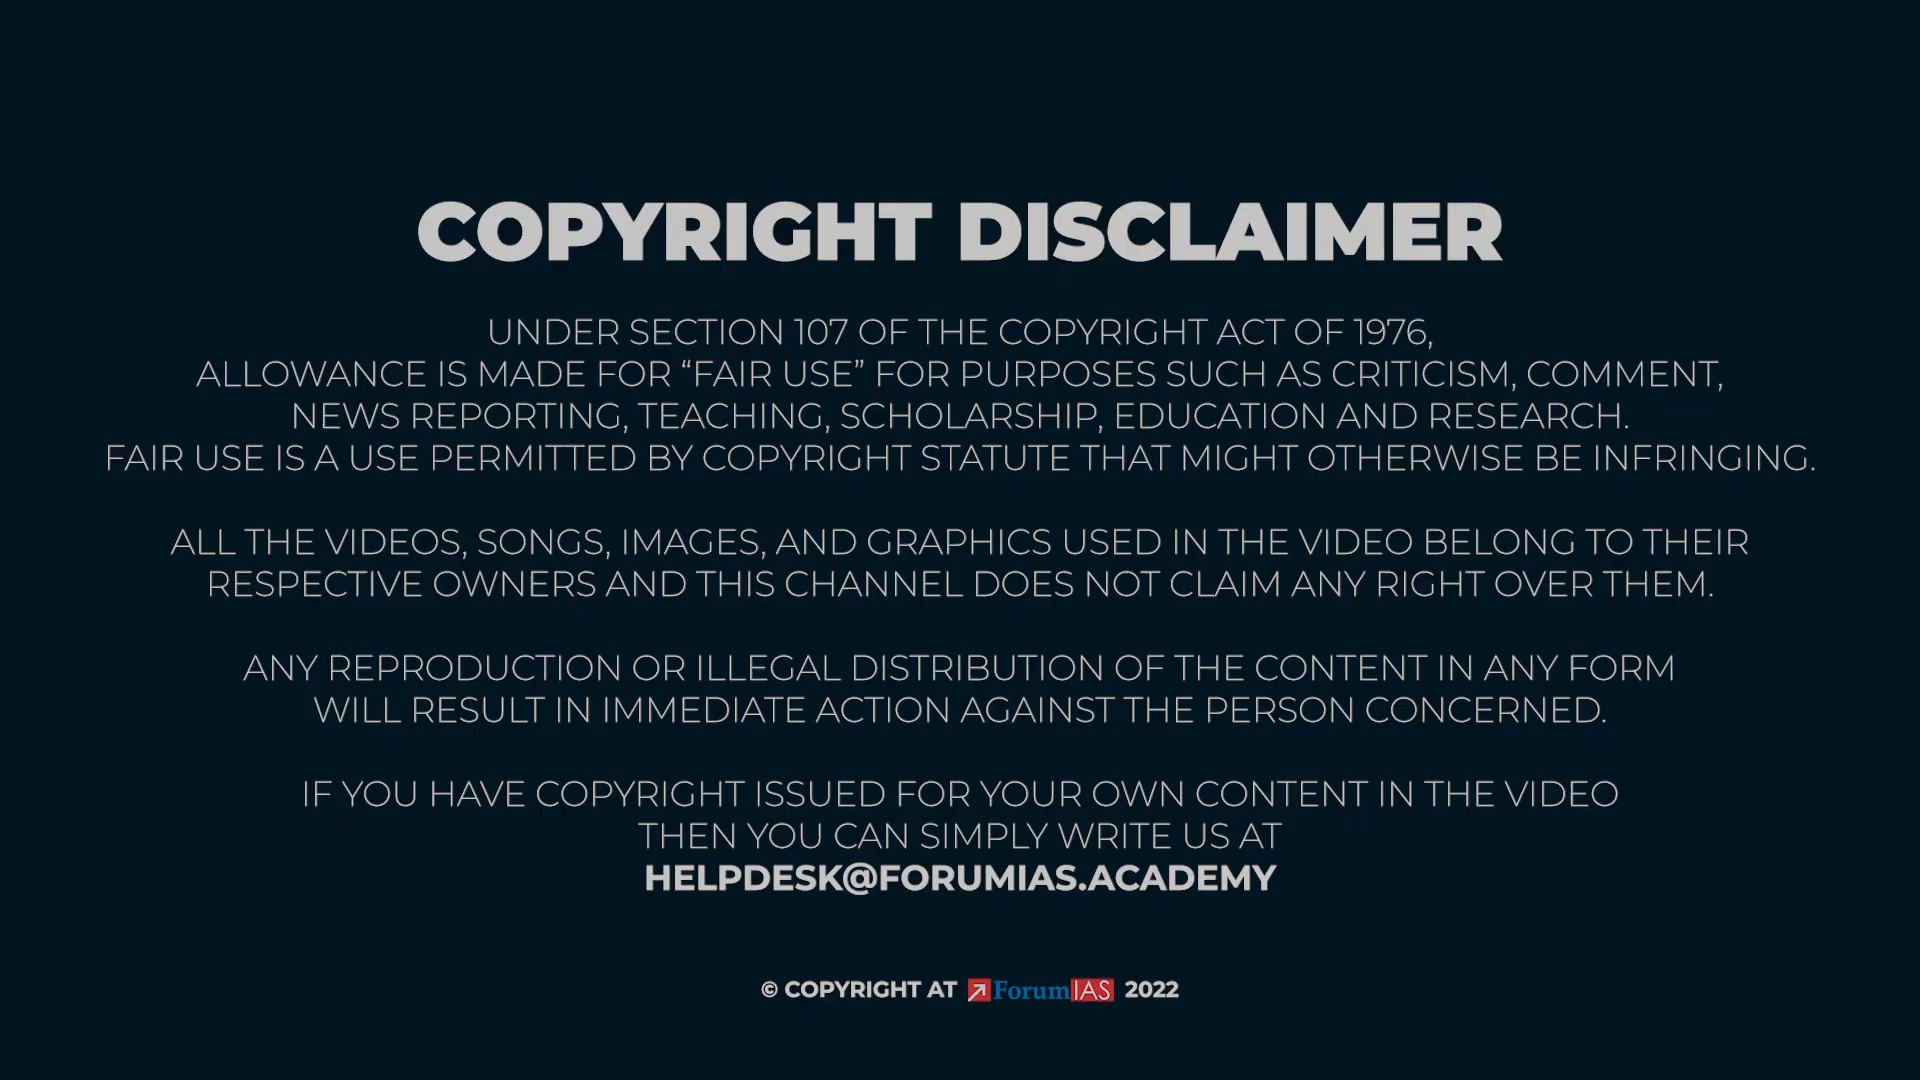 COPYRIGHT DISCLAIMER
UNDER SECTION 107 OF THE COPYRIGHT ACT OF 1976,
ALLOWANCE IS MADE FOR “FAIR USE” FOR PURPOSES SUCH AS CRITICISM, COMMENT,
NEWS REPORTING, TEACHING, SCHOLARSHIP, EDUCATION AND RESEARCH.
FAIR USE IS A USE PERMITTED BY COPYRIGHT STATUTE THAT MIGHT OTHERWISE BE INFRINGING.
ALL THE VIDEOS, SONGS, IMAGES, AND GRAPHICS USED IN THE VIDEO BELONG TO THEIR
RESPECTIVE OWNERS AND THIS CHANNEL DOES NOT CLAIM ANY RIGHT OVER THEM.
ANY REPRODUCTION OR ILLEGAL DISTRIBUTION OF THE CONTENT IN ANY FORM
WILL RESULT IN IMMEDIATE ACTION AGAINST THE PERSON CONCERNED.
IF YOU HAVE COPYRIGHT ISSUED FOR YOUR OWN CONTENT IN THE VIDEO
THEN YOU CAN SIMPLY WRITE US AT
HELPDESK@FORUMIAS.ACADEMY
© COPYRIGHT AT ForumIAS 2022